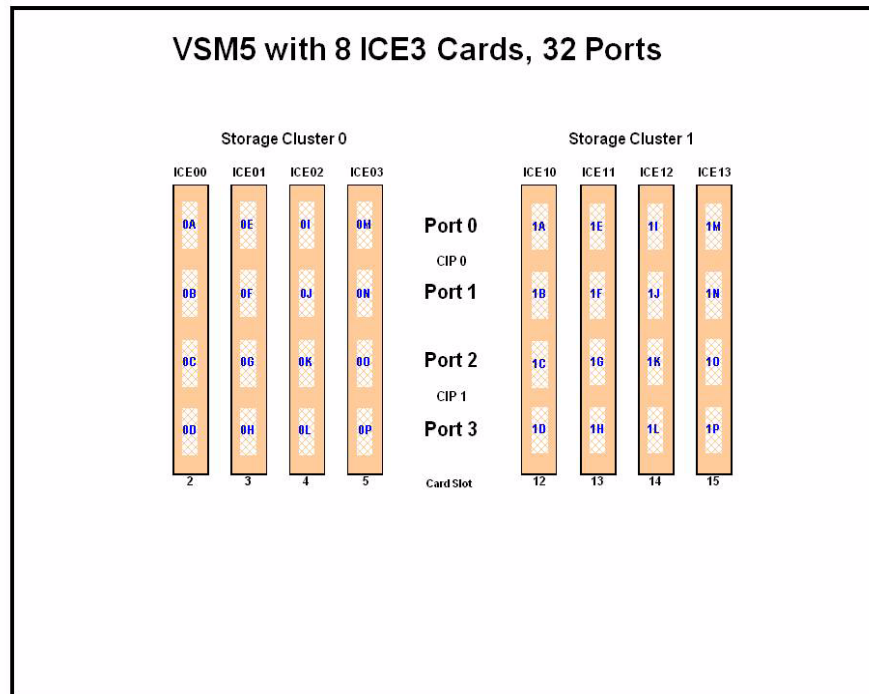 VSM5 with 8 ICE3 Cards, 32 Ports
Storage Cluster 0 Storage Cluster 1
ICE00 ICE01 ICE02 ICE03 ICE10 ICE11 ICE12 ICE13
0A 0E 0I 0M Port 0 1A 1E 1I 1M
CIP 0
0B 0F 0J 0N Port 1 1B 1F 1J 1N
0C 0G 0K 0O Port 2 1C 1G 1K 1O
CIP 1
0D 0H 0L 0P Port 3 1D 1H 1L 1P
2 3 4 5 Card Slot 12 13 14 15